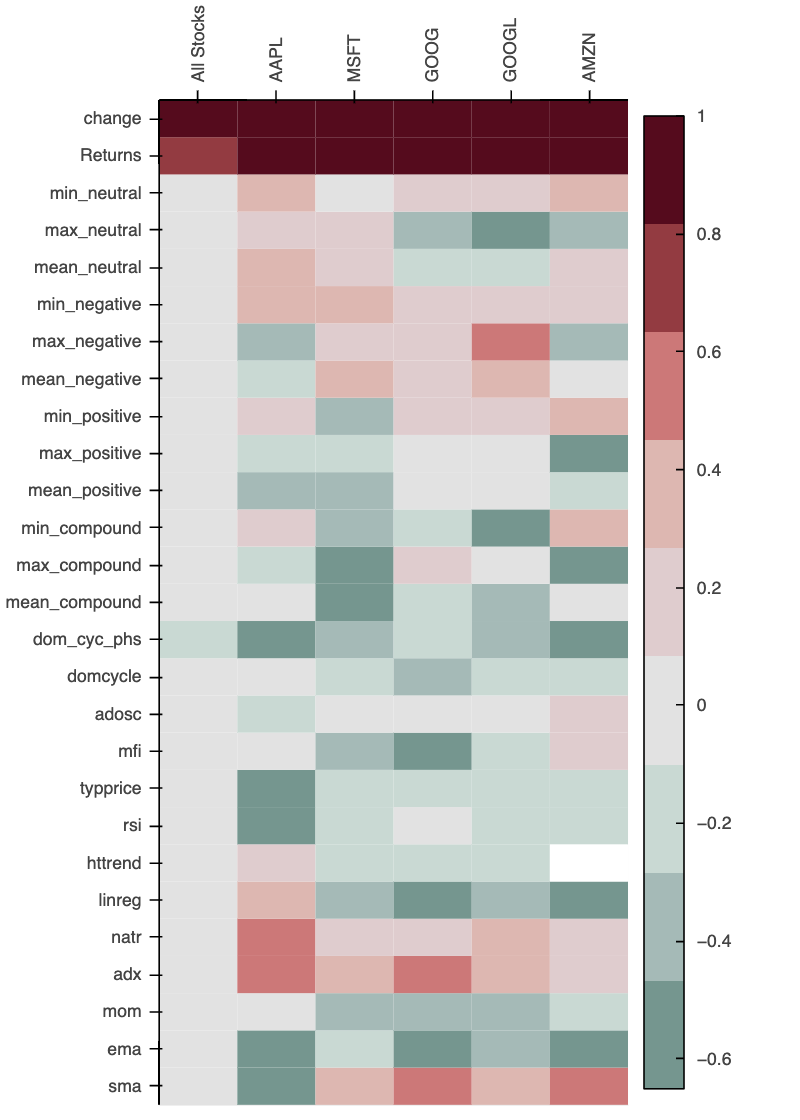 All Stocks
AAPL
MSFT
GOOG
GOOGL
AMZN
change
Returns
min_neutral
max_neutral
mean_neutral
min_negative
max_negative
mean_negative
min_positive
max_positive
mean_positive
min_compound
max_compound
mean_compound
dom_cyc_phs
domcycle
adosc
mfi
typprice
rsi
httrend
linreg
natr
adx
mom
ema
sma
1
0.8
0.6
0.4
0.2
0
−0.2
−0.4
−0.6